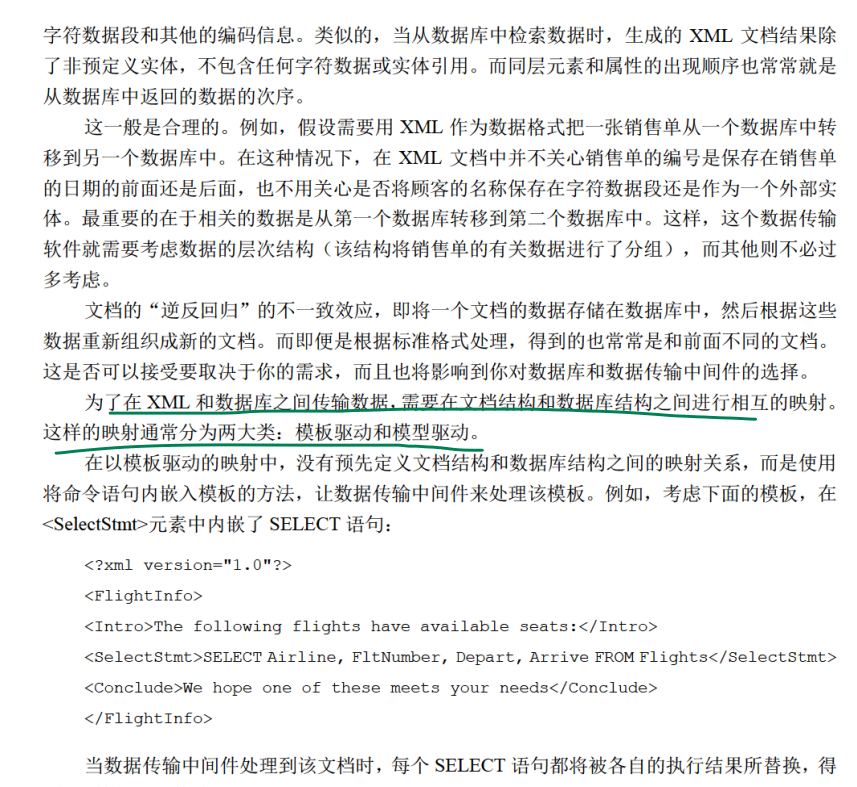 字符数据段和其他的编码信息。类似的，当从数据库中检索数据时，生成的 XML 文档结果除
了非预定义实体，不包含任何字符数据或实体引用。而同层元素和属性的出现顺序也常常就是
从数据库中返回的数据的次序。
这一般是合理的。例如，假设需要用 XML 作为数据格式把一张销售单从一个数据库中转
移到另一个数据库中。在这种情况下，在 XML 文档中并不关心销售单的编号是保存在销售单
的日期的前面还是后面，也不用关心是否将顾客的名称保存在字符数据段还是作为一个外部实
体。最重要的在于相关的数据是从第一个数据库转移到第二个数据库中。这样，这个数据传输
软件就需要考虑数据的层次结构（该结构将销售单的有关数据进行了分组），而其他则不必过
多考虑。
文档的“逆反回归”的不一致效应，即将一个文档的数据存储在数据库中，然后根据这些
数据重新组织成新的文档。而即便是根据标准格式处理，得到的也常常是和前面不同的文档。
这是否可以接受要取决于你的需求，而且也将影响到你对数据库和数据传输中间件的选择。
为了在 XML 和数据库之间传输数据，需要在文档结构和数据库结构之间进行相互的映射。
这样的映射通常分为两大类：模板驱动和模型驱动。
在以模板驱动的映射中，没有预先定义文档结构和数据库结构之间的映射关系，而是使用
将命令语句内嵌入模板的方法，让数据传输中间件来处理该模板。例如，考虑下面的模板，在
<SelectStmt>元素中内嵌了 SELECT 语句：
<?xml version="1.0"?>
<FlightInfo>
<Intro>The following flights have available seats:</Intro>
<SelectStmt>SELECT Airline, FltNumber, Depart, Arrive FROM Flights</SelectStmt>
<Conclude>We hope one of these meets your needs</Conclude>
</FlightInfo>
当数据传输中间件处理到该文档时，每个 SELECT 语句都将被各自的执行结果所替换，得